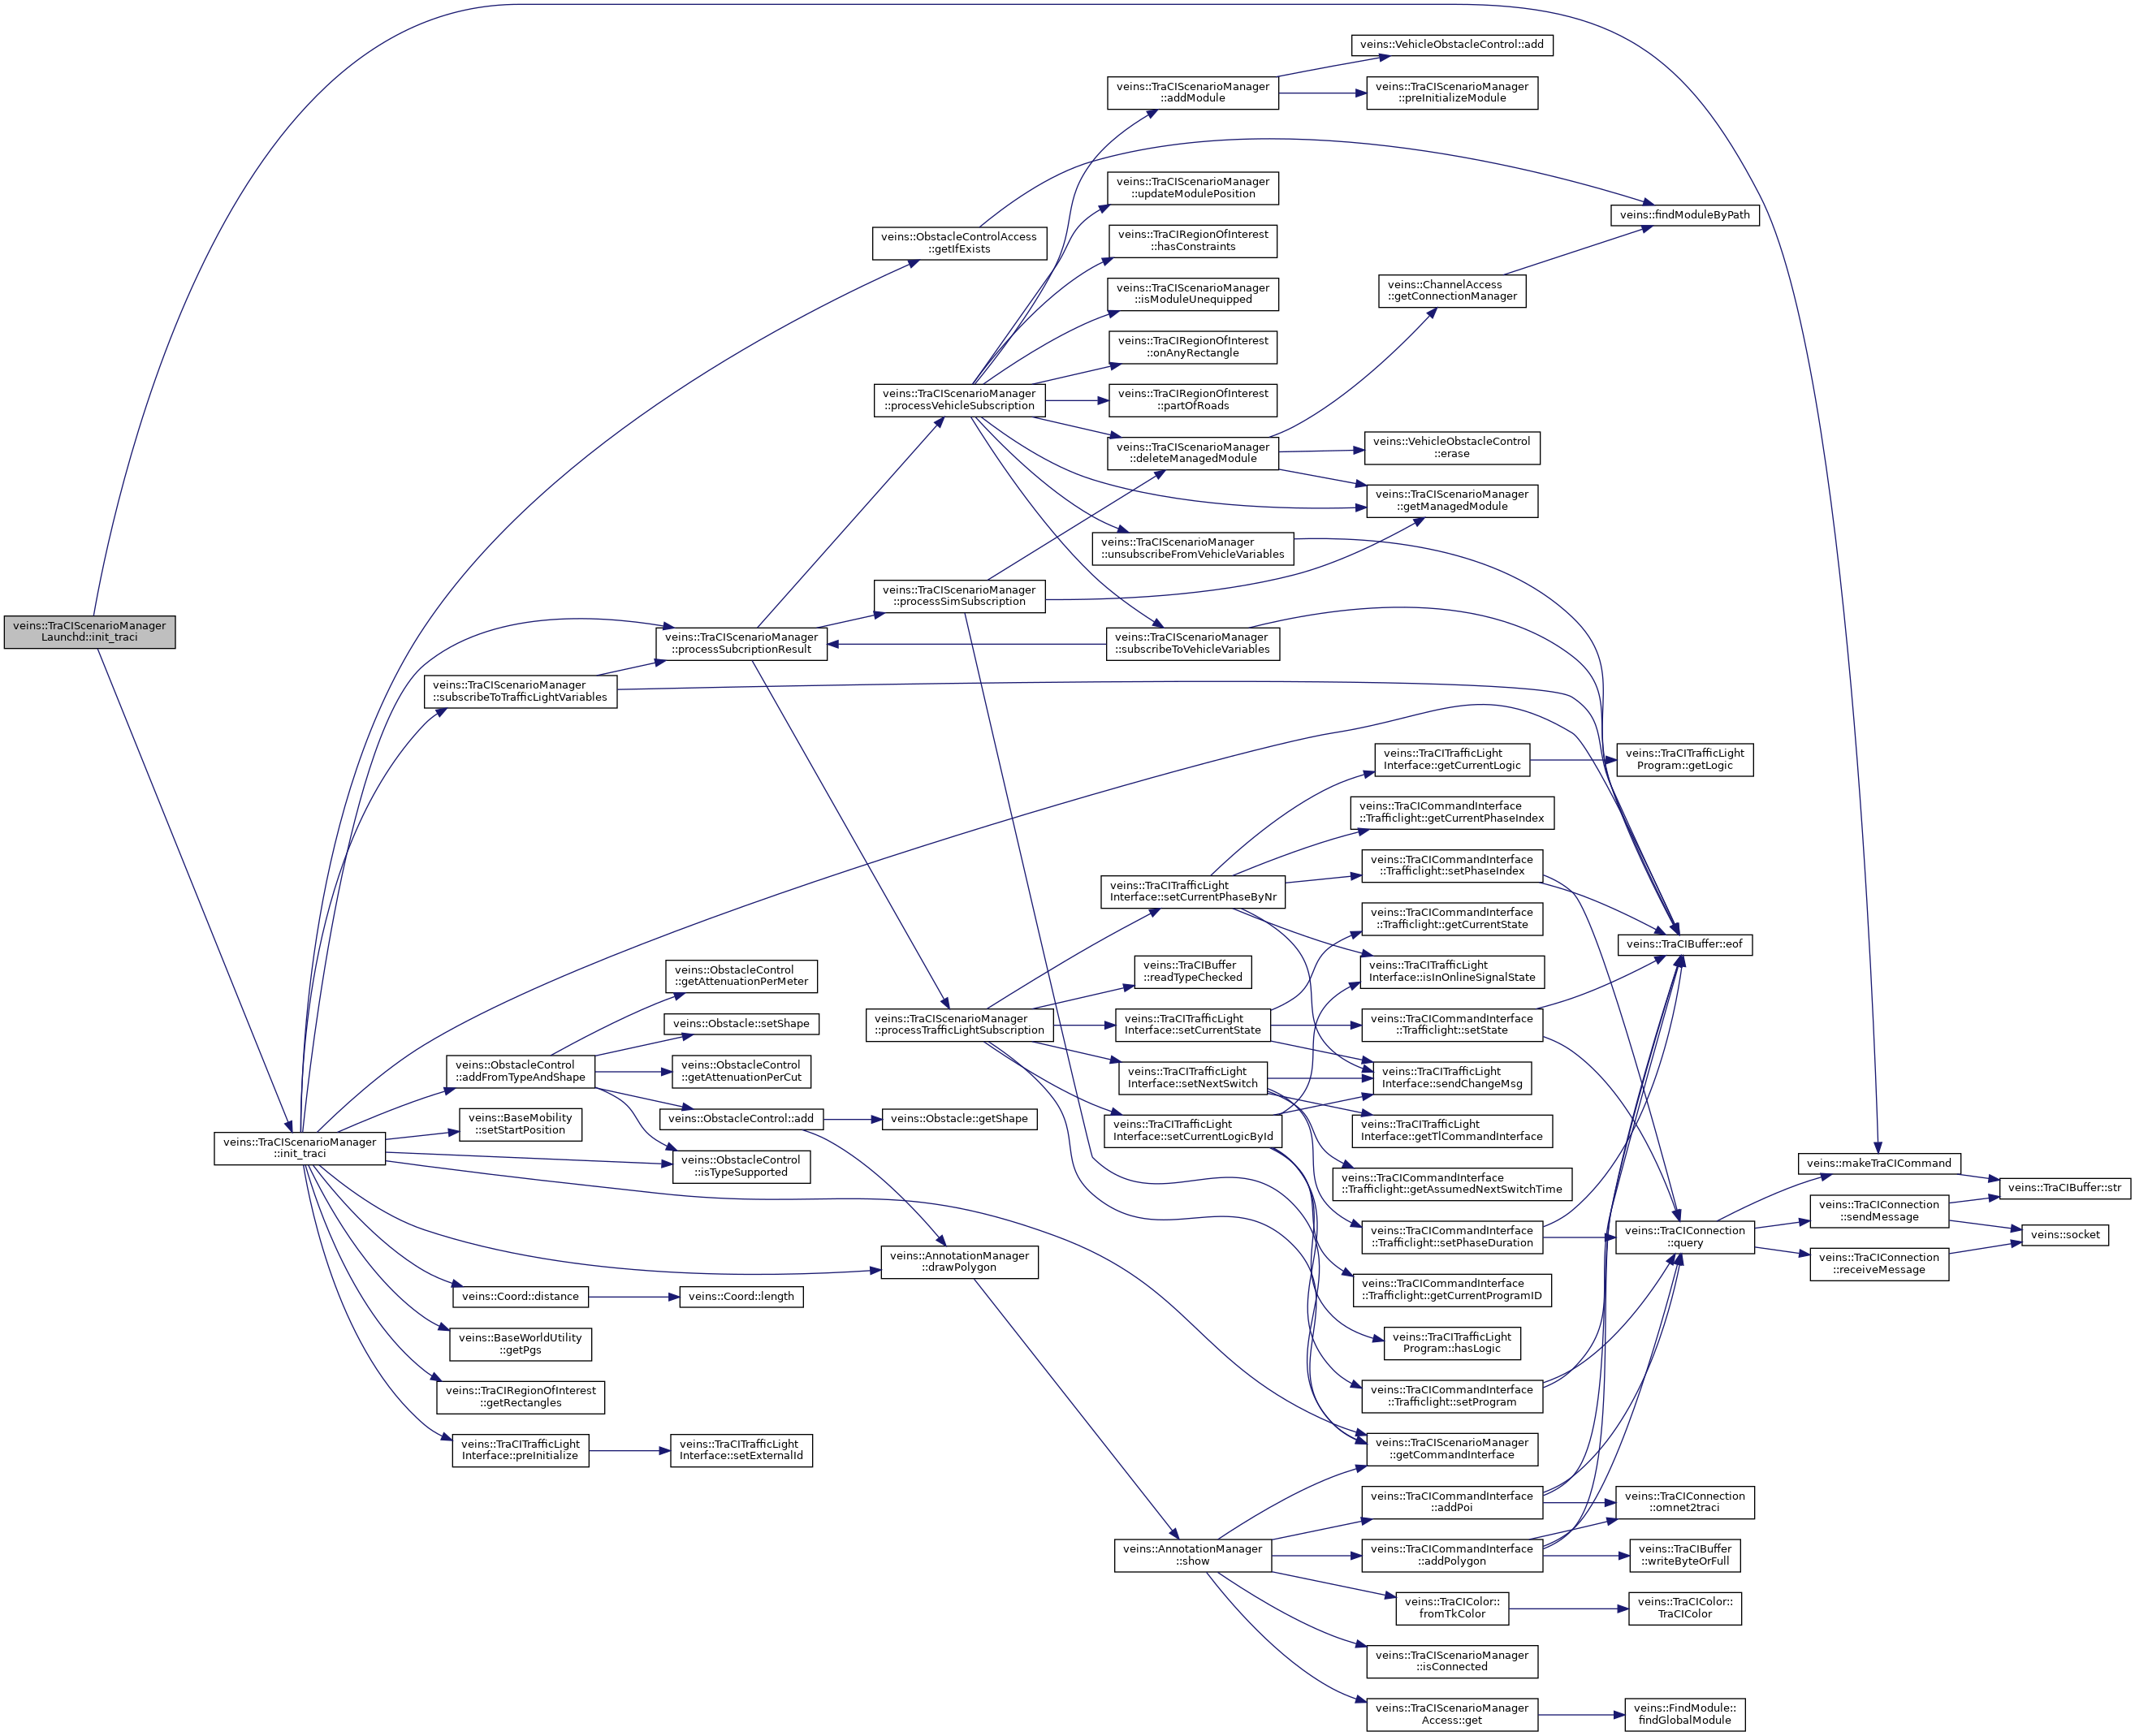 veins::TraCIScenarioManager
Launchd::init_traci
veins::TraCIScenarioManager
::init_traci
veins::TraCIScenarioManager
::subscribeToTrafficLightVariables
veins::ObstacleControl
::addFromTypeAndShape
veins::BaseMobility
::setStartPosition
veins::Coord::distance
veins::BaseWorldUtility
::getPgs
veins::TraCIRegionOfInterest
::getRectangles
veins::TraCITrafficLight
Interface::preInitialize
veins::TraCIScenarioManager
::processSubcriptionResult
veins::ObstacleControl
::getAttenuationPerMeter
veins::Obstacle::setShape
veins::ObstacleControl
::getAttenuationPerCut
veins::ObstacleControl::add
veins::ObstacleControl
::isTypeSupported
veins::Coord::length
veins::TraCITrafficLight
Interface::setExternalId
veins::ObstacleControlAccess
::getIfExists
veins::TraCIScenarioManager
::processVehicleSubscription
veins::TraCIScenarioManager
::processSimSubscription
veins::TraCIScenarioManager
::processTrafficLightSubscription
veins::Obstacle::getShape
veins::AnnotationManager
::drawPolygon
veins::TraCIScenarioManager
::addModule
veins::TraCIScenarioManager
::updateModulePosition
veins::TraCIRegionOfInterest
::hasConstraints
veins::TraCIScenarioManager
::isModuleUnequipped
veins::TraCIRegionOfInterest
::onAnyRectangle
veins::TraCIRegionOfInterest
::partOfRoads
veins::TraCIScenarioManager
::deleteManagedModule
veins::TraCIScenarioManager
::unsubscribeFromVehicleVariables
veins::TraCIScenarioManager
::subscribeToVehicleVariables
veins::TraCITrafficLight
Interface::setCurrentPhaseByNr
veins::TraCIBuffer
::readTypeChecked
veins::TraCITrafficLight
Interface::setCurrentState
veins::TraCITrafficLight
Interface::setNextSwitch
veins::TraCITrafficLight
Interface::setCurrentLogicById
veins::AnnotationManager
::show
veins::VehicleObstacleControl::add
veins::TraCIScenarioManager
::preInitializeModule
veins::ChannelAccess
::getConnectionManager
veins::VehicleObstacleControl
::erase
veins::TraCIScenarioManager
::getManagedModule
veins::TraCITrafficLight
Interface::getCurrentLogic
veins::TraCICommandInterface
::Trafficlight::getCurrentPhaseIndex
veins::TraCICommandInterface
::Trafficlight::setPhaseIndex
veins::TraCICommandInterface
::Trafficlight::getCurrentState
veins::TraCITrafficLight
Interface::isInOnlineSignalState
veins::TraCICommandInterface
::Trafficlight::setState
veins::TraCITrafficLight
Interface::sendChangeMsg
veins::TraCITrafficLight
Interface::getTlCommandInterface
veins::TraCICommandInterface
::Trafficlight::getAssumedNextSwitchTime
veins::TraCICommandInterface
::Trafficlight::setPhaseDuration
veins::TraCICommandInterface
::Trafficlight::getCurrentProgramID
veins::TraCITrafficLight
Program::hasLogic
veins::TraCICommandInterface
::Trafficlight::setProgram
veins::TraCIScenarioManager
::getCommandInterface
veins::TraCICommandInterface
::addPoi
veins::TraCICommandInterface
::addPolygon
veins::TraCIColor::
fromTkColor
veins::TraCIScenarioManager
::isConnected
veins::TraCIScenarioManager
Access::get
veins::findModuleByPath
veins::TraCITrafficLight
Program::getLogic
veins::TraCIBuffer::eof
veins::TraCIConnection
::query
veins::TraCIConnection
::omnet2traci
veins::TraCIBuffer
::writeByteOrFull
veins::TraCIColor::
TraCIColor
veins::FindModule::
findGlobalModule
veins::makeTraCICommand
veins::TraCIConnection
::sendMessage
veins::TraCIConnection
::receiveMessage
veins::TraCIBuffer::str
veins::socket